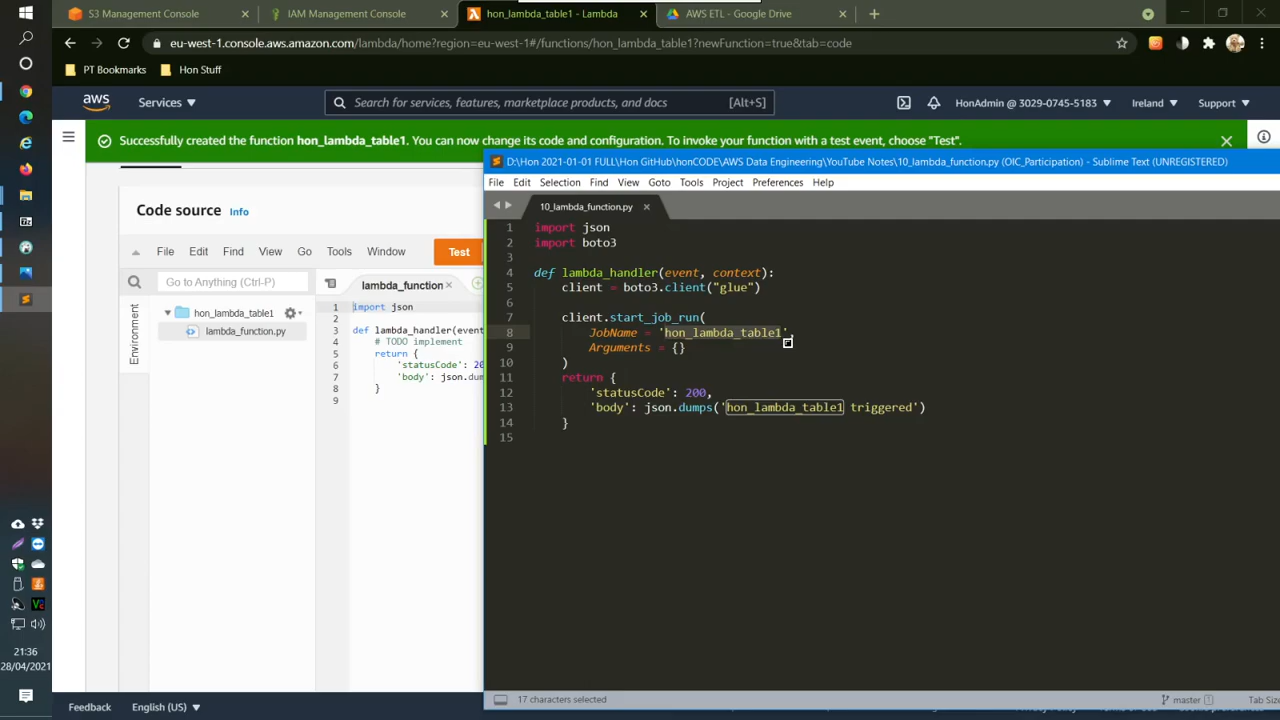 S3 Management Console
IAM Management Console
hon_lambda_table1 - Lambda
AWS ETL - Google Drive
eu-west-1.console.aws.amazon.com/lambda/home?region=eu-west-1#/functions/hon_lambda_table1?newFunction=true&tab=code
PT Bookmarks
Hon Stuff
aws
Services
Search for services, features, marketplace products, and docs
[Alt+S]
HonAdmin @ 3029-0745-5183
Ireland
Support
Successfully created the function hon_lambda_table1. You can now change its code and configuration. To invoke your function with a test event, choose "Test".
Code source
Info
File Edit Find View Go Tools Window
Test
Go to Anything (Ctrl-P)
lambda_function
Environment
hon_lambda_table1
lambda_function.py
1 import json
2
3 def lambda_handler(event
4 # TODO implement
5 return {
6 'statusCode': 20
7 'body': json.dum
8 }
9
D:\Hon 2021-01-01 FULL\Hon GitHub\honCODE\AWS Data Engineering\YouTube Notes\10_lambda_function.py (OIC_Participation) - Sublime Text (UNREGISTERED)
File Edit Selection Find View Goto Tools Project Preferences Help
10_lambda_function.py
1 import json
2 import boto3
3
4 def lambda_handler(event, context):
5 client = boto3.client("glue")
6
7 client.start_job_run(
8 JobName = 'hon_lambda_table1',
9 Arguments = {}
10 )
11 return {
12 'statusCode': 200,
13 'body': json.dumps('hon_lambda_table1 triggered')
14 }
15
17 characters selected
master 1
Tab Size
21:36
28/04/2021
Feedback
English (US)